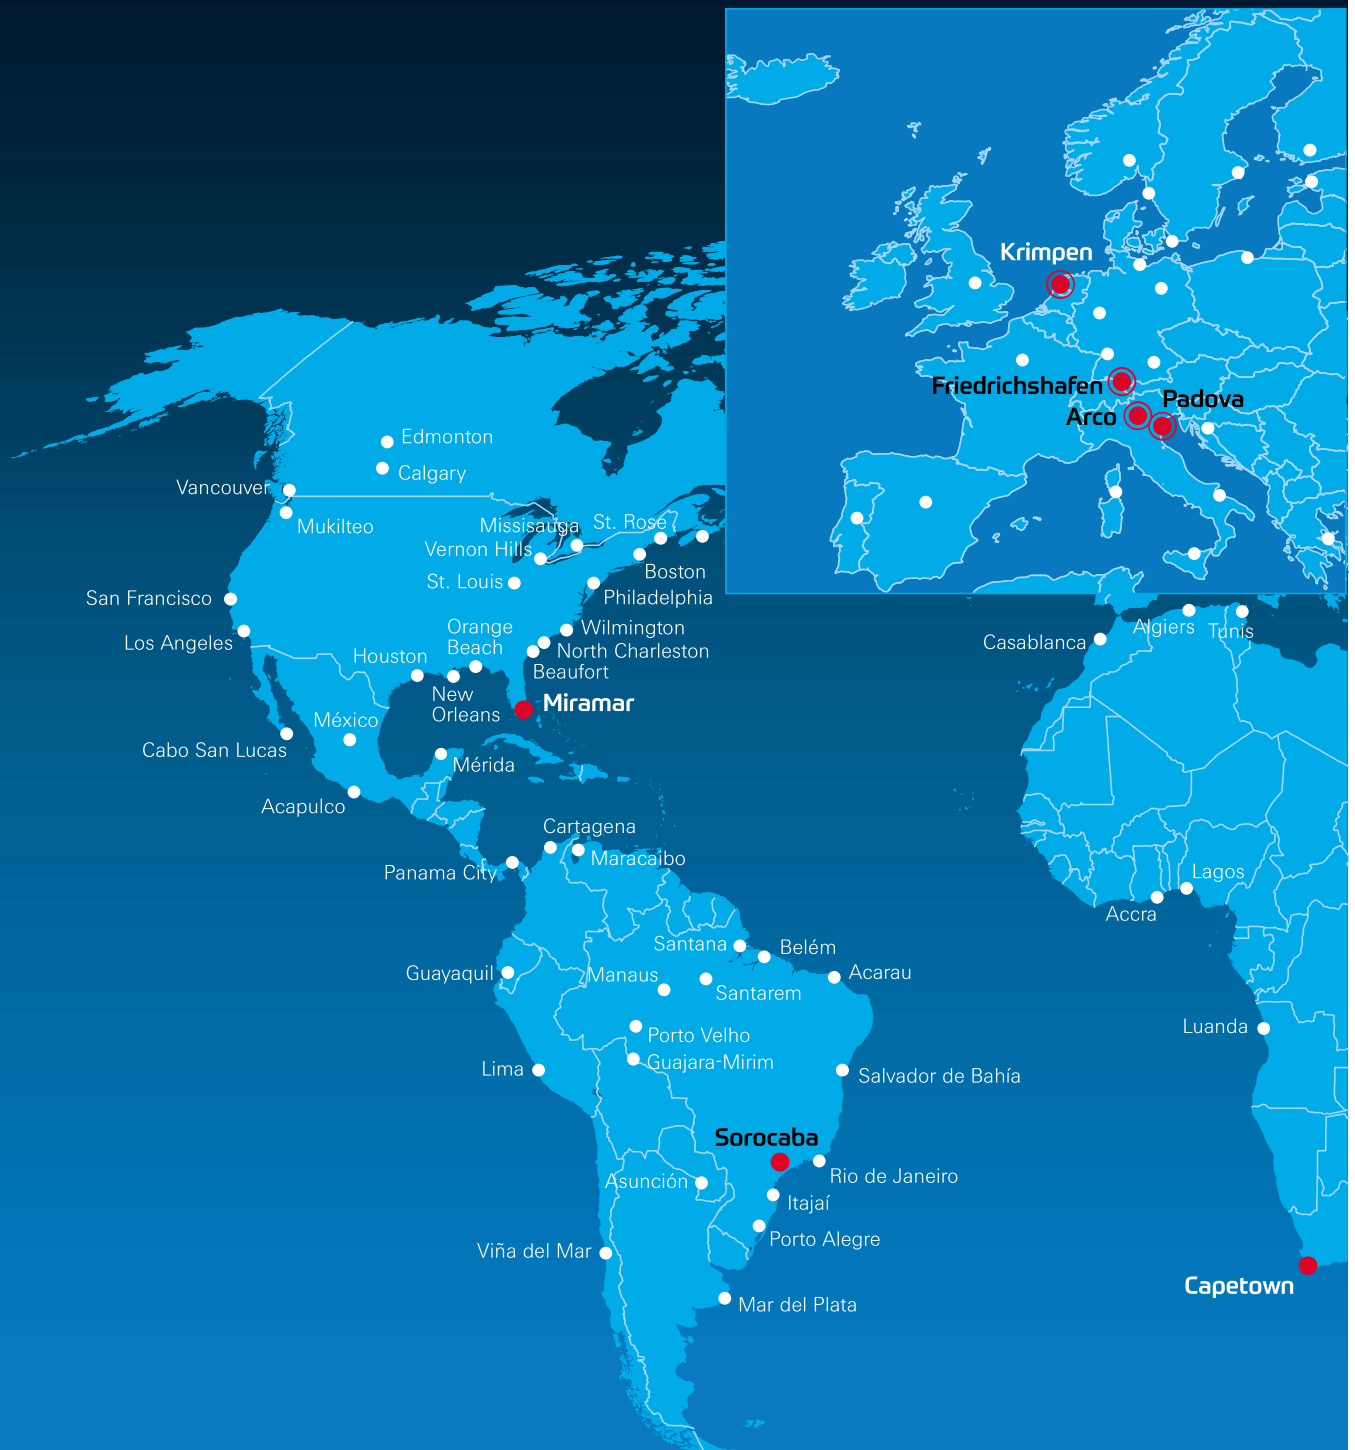 Krimpen
Friedrichshafen
Padova
Arco
Edmonton
Calgary
Vancouver
Mukilteo
Missisauga
St. Rose
Vernon Hills
Boston
St. Louis
Philadelphia
San Francisco
Los Angeles
Orange
Beach
Wilmington
North Charleston
Houston
Beaufort
New
Orleans
Miramar
México
Cabo San Lucas
Mérida
Acapulco
Casablanca
Algiers
Tunis
Cartagena
Maracaibo
Panama City
Lagos
Accra
Santana
Belém
Guayaquil
Manaus
Acarau
Santarem
Porto Velho
Guajara-Mirim
Lima
Luanda
Salvador de Bahía
Sorocaba
Rio de Janeiro
Asunción
Itajaí
Porto Alegre
Viña del Mar
Capetown
Mar del Plata